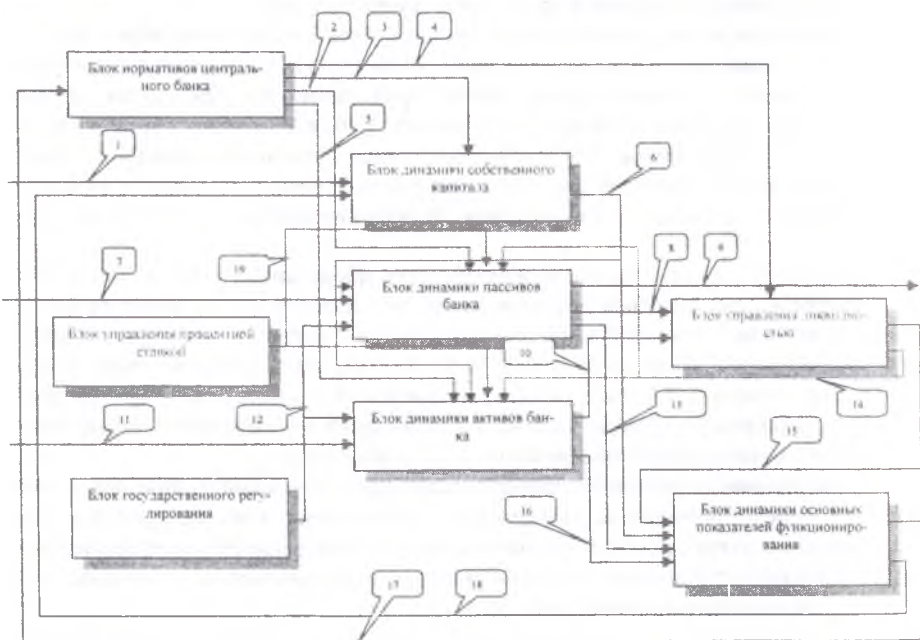 2
3
4
Блок нормативов централь-
ного банка
5
1
Блок динамики собственного
капитала
6
19
7
8
9
Блок динамики пассивов
банка
Блок управления процентной
ставкой
Блок управления ликвидно-
стью
10
12
11
13
14
Блок динамики активов бан-
ка
15
Блок государственного регу-
лирования
16
Блок динамики основных
показателей функциониро-
вания
17
18